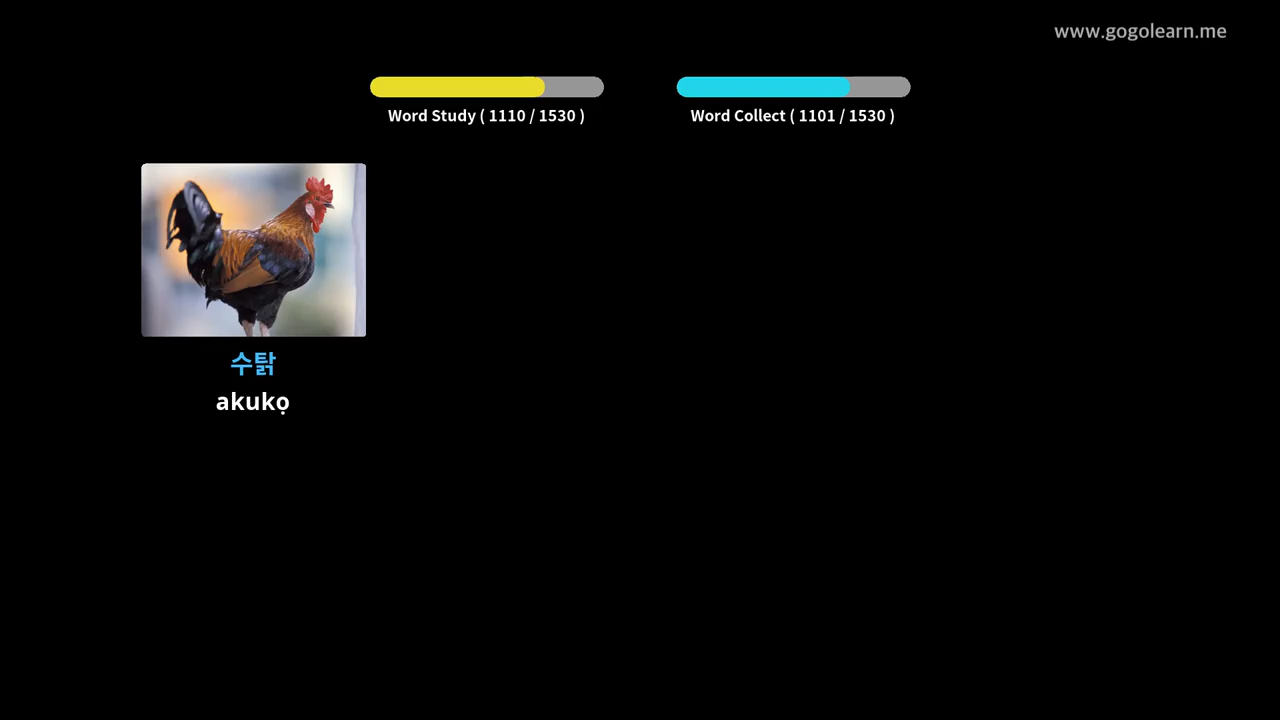 www.gogolearn.me
Word Study ( 1110 / 1530 )
Word Collect ( 1101 / 1530 )
수탉
akukọ